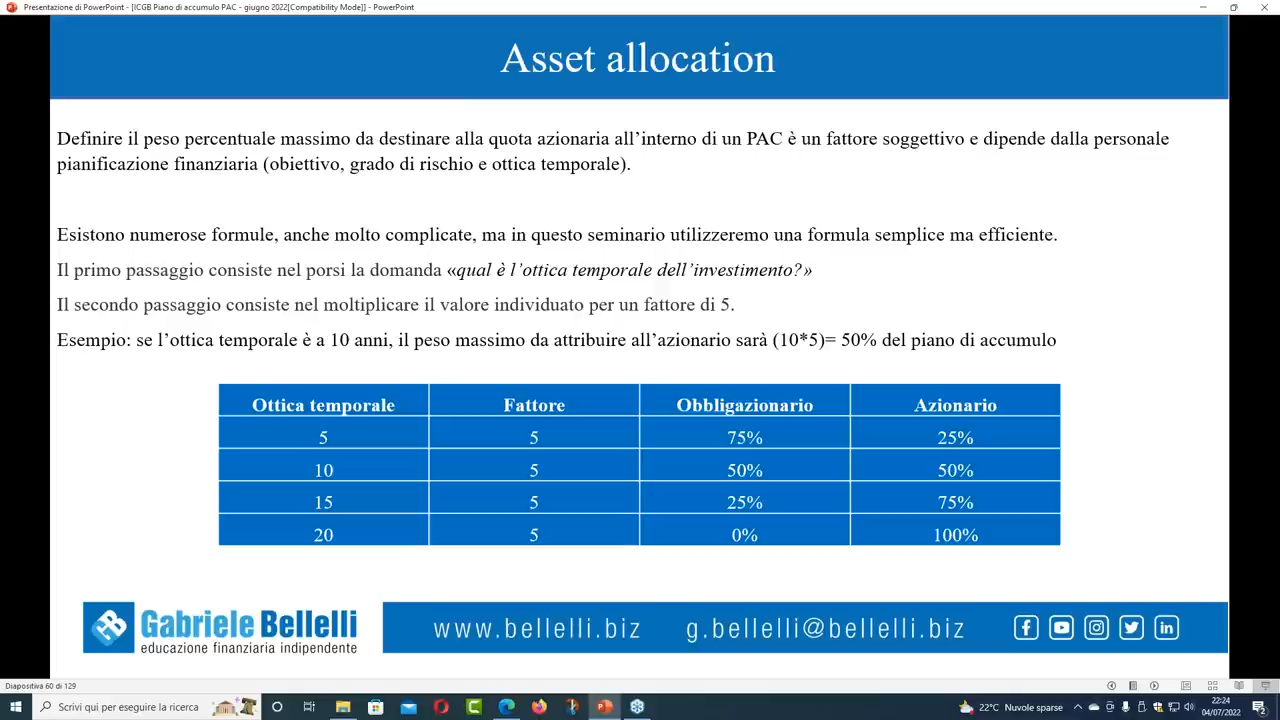 Presentazione di PowerPoint - [ICGB Piano di accumulo PAC - giugno 2022[Compatibility Mode]] - PowerPoint
Asset allocation
Definire il peso percentuale massimo da destinare alla quota azionaria all’interno di un PAC è un fattore soggettivo e dipende dalla personale
pianificazione finanziaria (obiettivo, grado di rischio e ottica temporale).
Esistono numerose formule, anche molto complicate, ma in questo seminario utilizzeremo una formula semplice ma efficiente.
Il primo passaggio consiste nel porsi la domanda «qual è l’ottica temporale dell’investimento?»
Il secondo passaggio consiste nel moltiplicare il valore individuato per un fattore di 5.
Esempio: se l’ottica temporale è a 10 anni, il peso massimo da attribuire all’azionario sarà (10*5)= 50% del piano di accumulo
Ottica temporale Fattore Obbligazionario Azionario
5 5 75% 25%
10 5 50% 50%
15 5 25% 75%
20 5 0% 100%
Gabriele Bellelli
educazione finanziaria indipendente
www.bellelli.biz g.bellelli@bellelli.biz
Diapositiva 60 di 129
Scrivi qui per eseguire la ricerca
22°C Nuvole sparse
22:24
04/07/2022